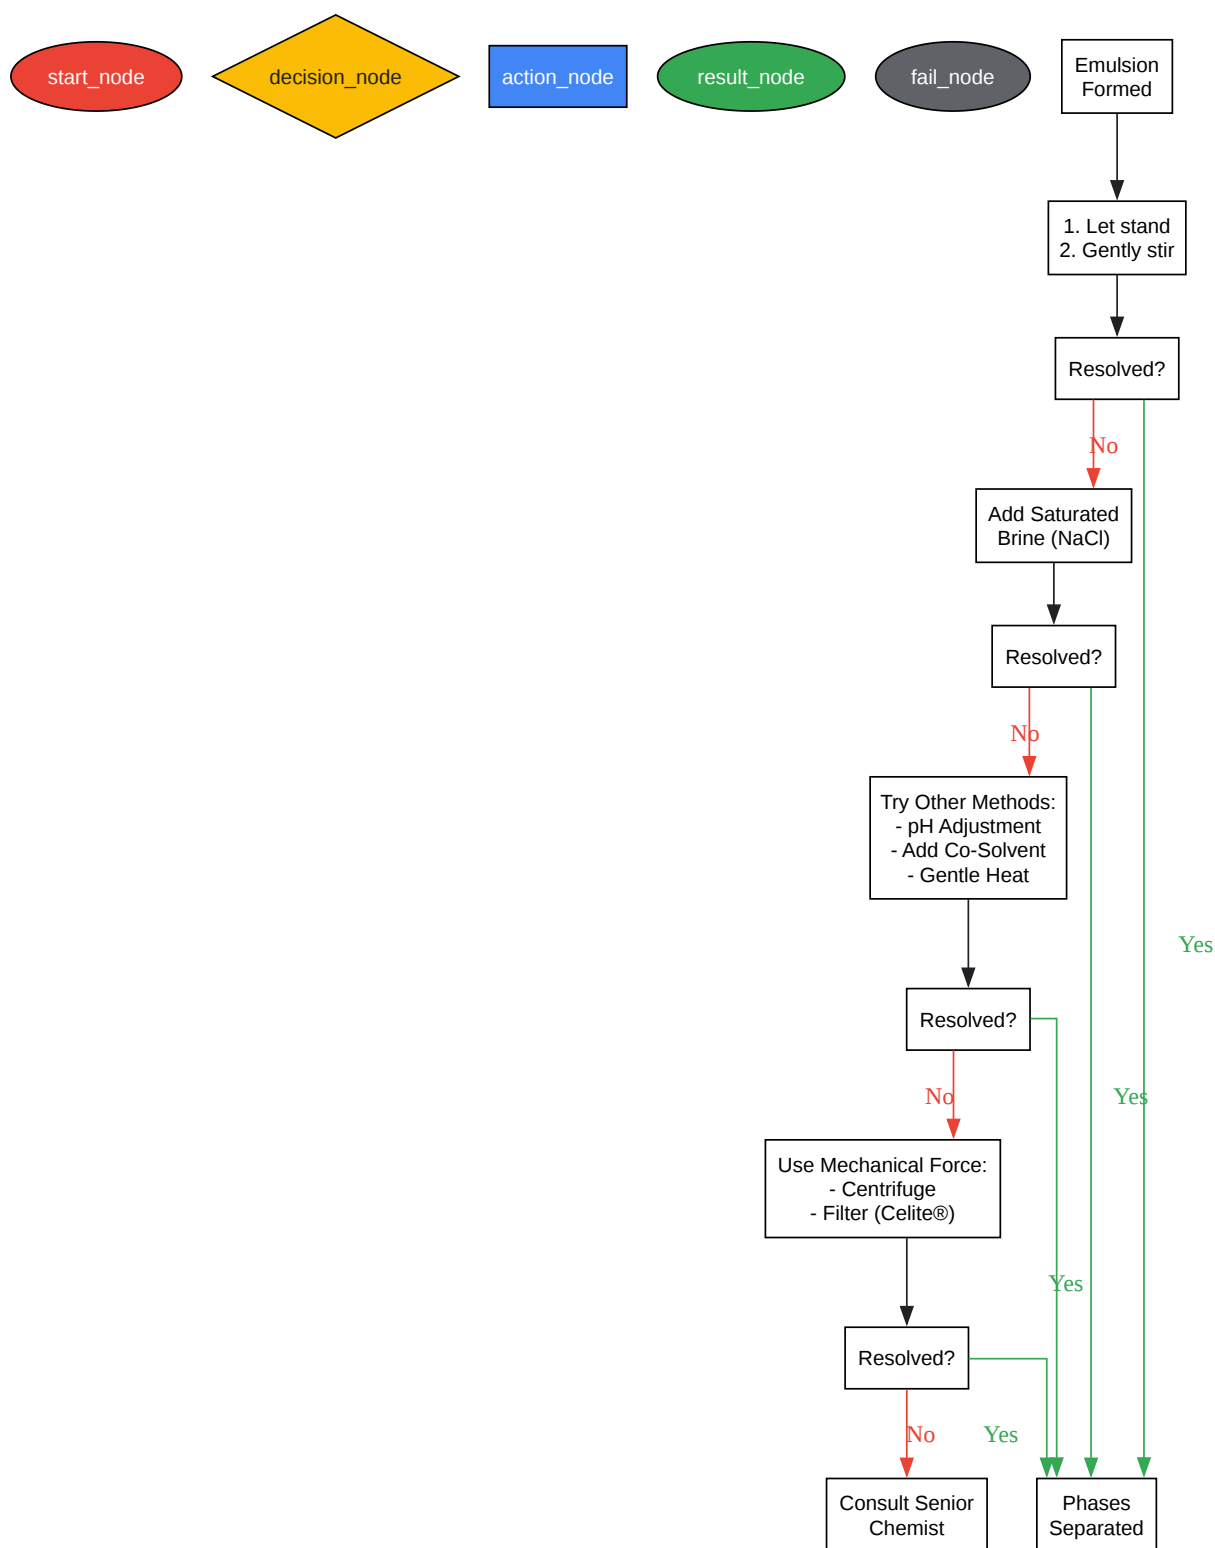 start_node
decision_node
action_node
result_node
fail_node
Emulsion
Formed
1. Let stand
2. Gently stir
Resolved?
No
Add Saturated
Brine (NaCl)
Resolved?
No
Try Other Methods:
- pH Adjustment
- Add Co-Solvent
- Gentle Heat
Yes
Resolved?
No
Yes
Use Mechanical Force:
- Centrifuge
- Filter (Celite®)
Yes
Resolved?
No
Yes
Consult Senior
Chemist
Phases
Separated